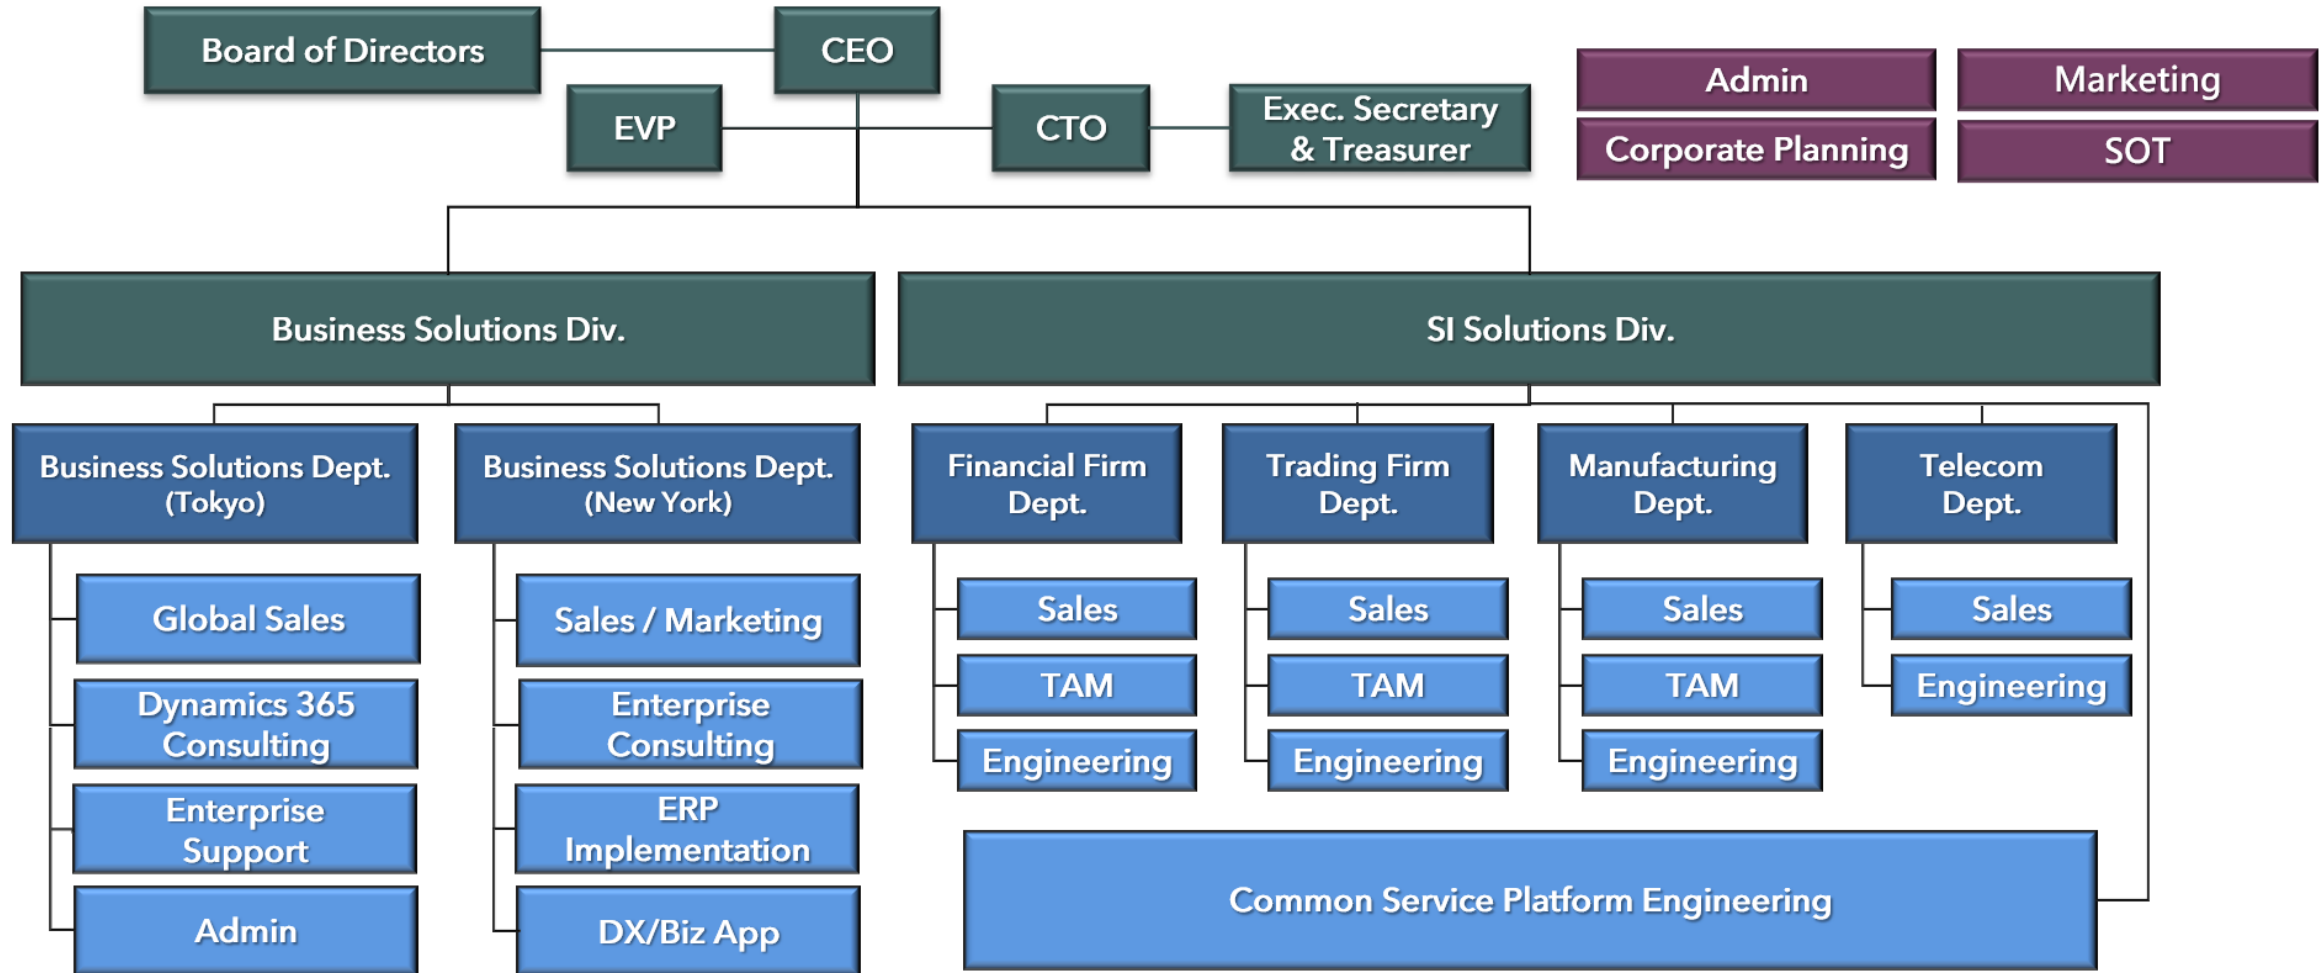 Board of Directors
CEO
EVP
CTO
Exec. Secretary
& Treasurer
Admin
Marketing
Corporate Planning
SOT
Business Solutions Div.
SI Solutions Div.
Business Solutions Dept.
(Tokyo)
Business Solutions Dept.
(New York)
Financial Firm
Dept.
Trading Firm
Dept.
Manufacturing
Dept.
Telecom
Dept.
Global Sales
Dynamics 365
Consulting
Enterprise
Support
Admin
Sales / Marketing
Enterprise
Consulting
ERP
Implementation
DX/Biz App
Sales
TAM
Engineering
Sales
TAM
Engineering
Sales
TAM
Engineering
Sales
Engineering
Common Service Platform Engineering